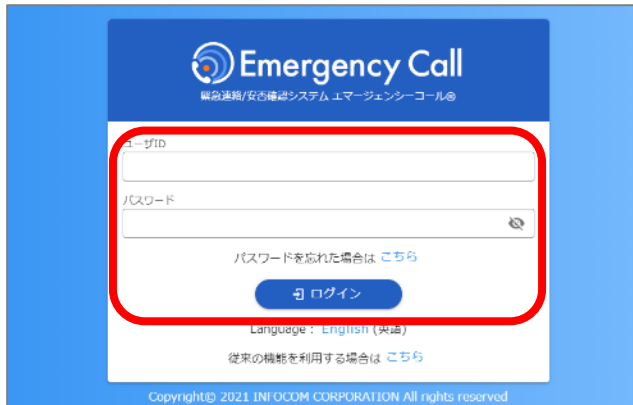 Emergency Call
緊急連絡/安否確認システム エマージェンシーコール®
ユーザID
パスワード
パスワードを忘れた場合は こちら
ログイン
Language : English (英語)
従来の機能を利用する場合は こちら
Copyright© 2021 INFOCOM CORPORATION All rights reserved